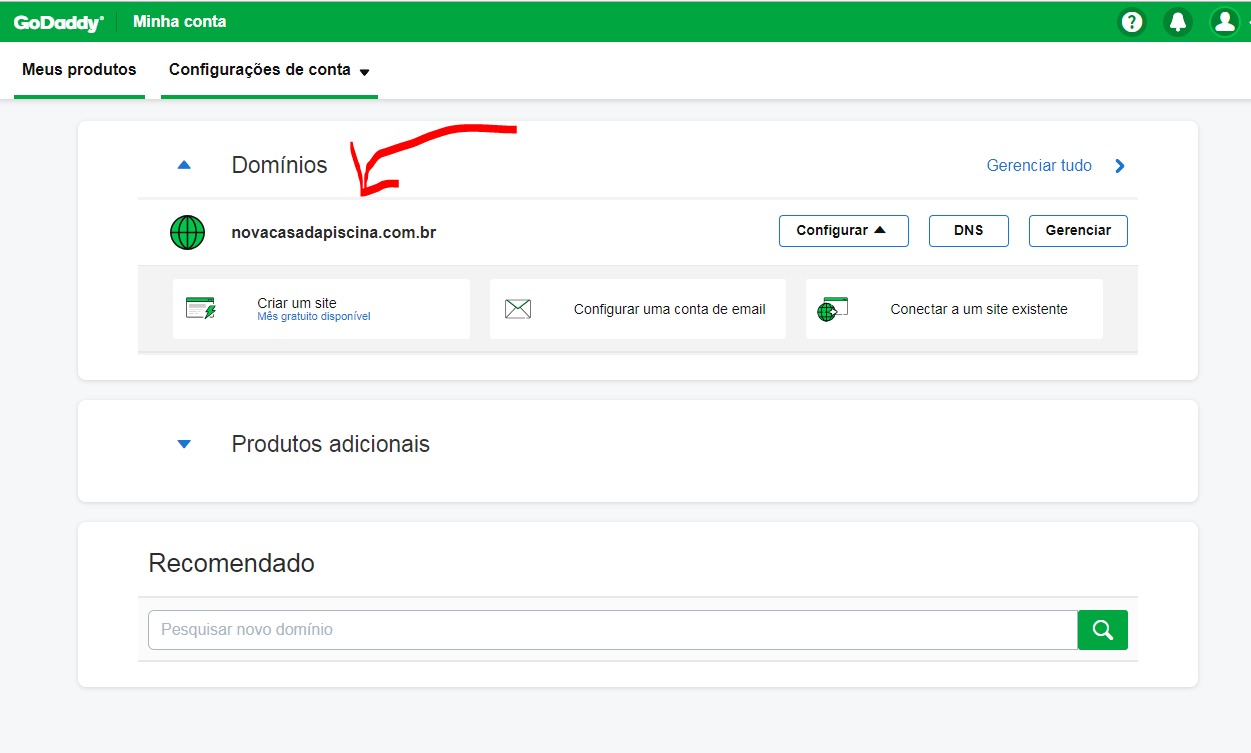 GoDaddy Minha conta
Meus produtos Configurações de conta
Domínios Gerenciar tudo
novacasadapiscina.com.br Configurar DNS Gerenciar
Criar um site
Mês gratuito disponível
Configurar uma conta de email
Conectar a um site existente
Produtos adicionais
Recomendado
Pesquisar novo domínio